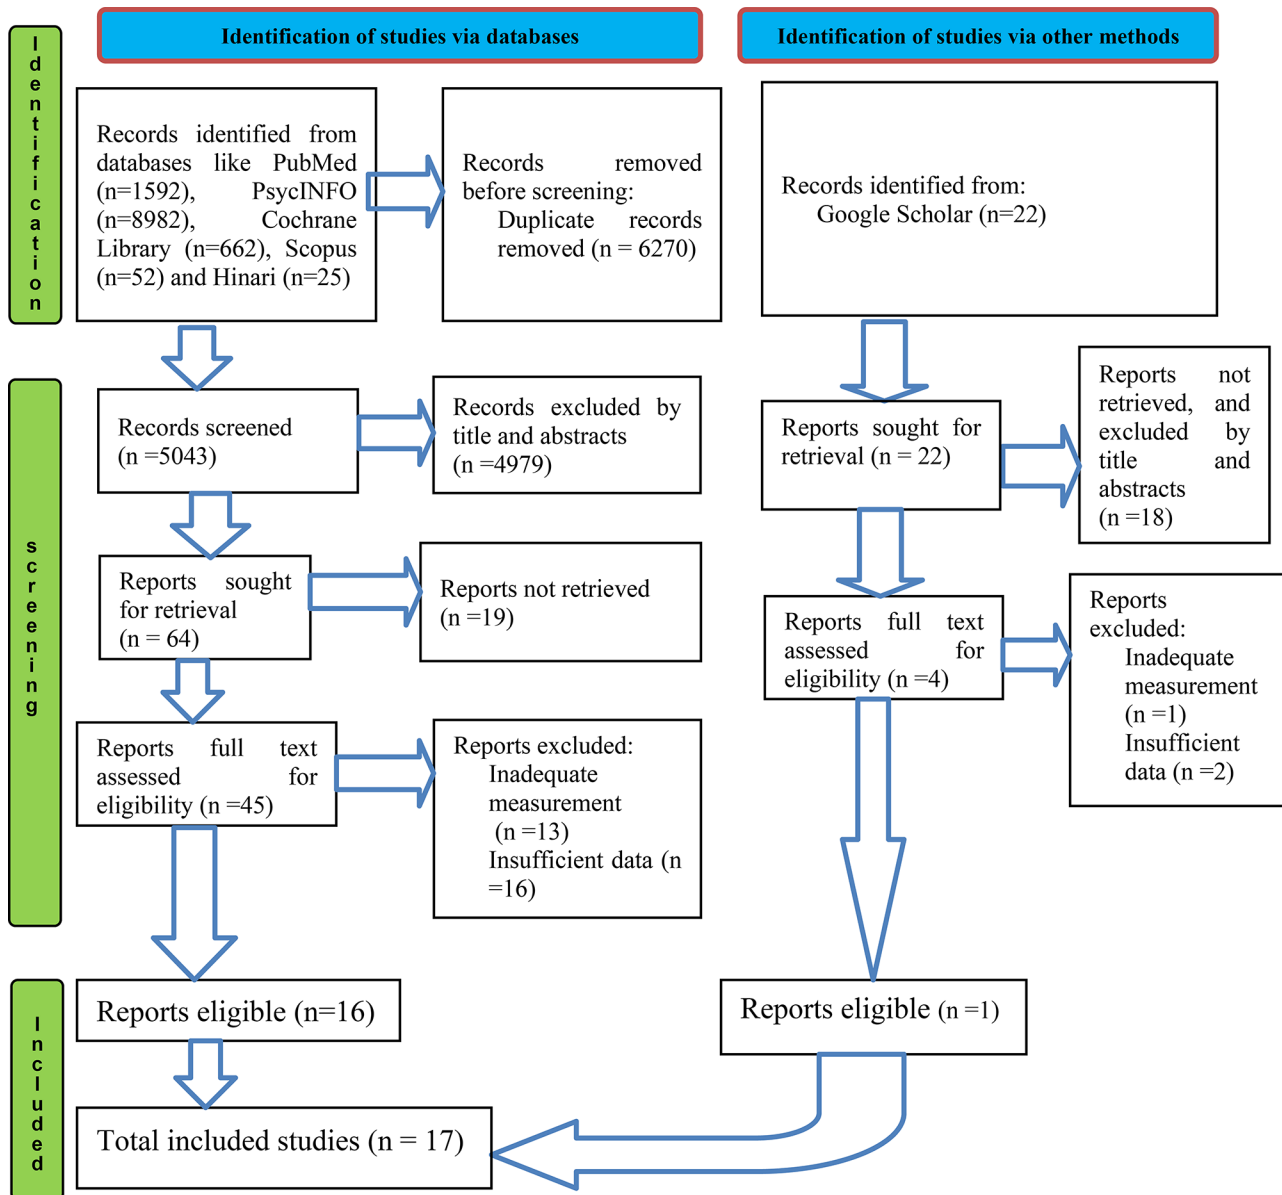 Identification of studies via databases
Identification of studies via other methods
Identification
Records identified from
databases like PubMed
(n=1592), PsycINFO
(n=8982), Cochrane
Library (n=662), Scopus
(n=52) and Hinari (n=25)
Records removed
before screening:
Duplicate records
removed (n = 6270)
Records identified from:
Google Scholar (n=22)
screening
Records screened
(n =5043)
Records excluded by
title and abstracts
(n =4979)
Reports sought for
retrieval (n = 22)
Reports not
retrieved, and
excluded by
title and
abstracts
(n =18)
Reports sought
for retrieval
(n = 64)
Reports not retrieved
(n =19)
Reports full text
assessed for
eligibility (n =4)
Reports
excluded:
Inadequate
measurement
(n =1)
Insufficient
data (n =2)
Reports full text
assessed for
eligibility (n =45)
Reports excluded:
Inadequate
measurement
(n =13)
Insufficient data (n
=16)
Included
Reports eligible (n=16)
Reports eligible (n =1)
Total included studies (n = 17)